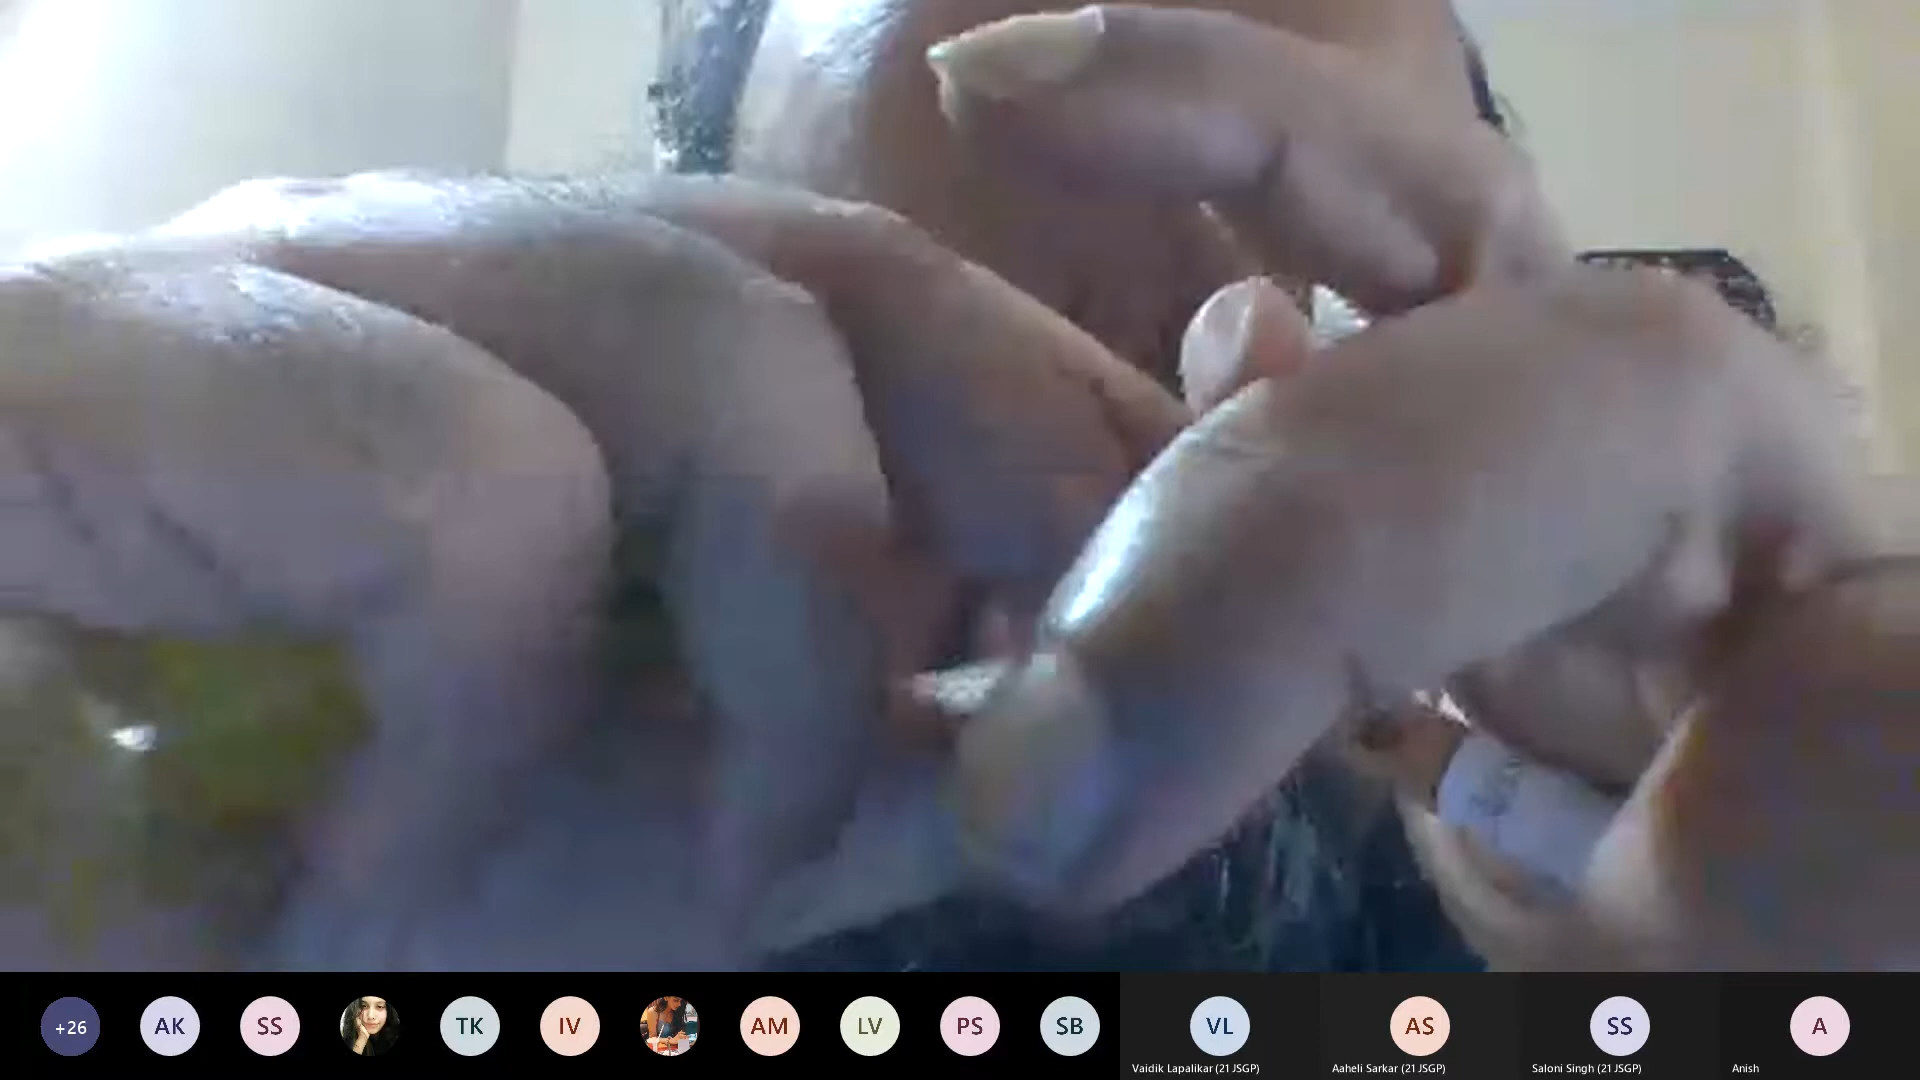 +26
AK
SS
TK
IV
AM
LV
PS
SB
VL
AS
SS
A
Vaidik Lapalikar (21 JSGP)
Aaheli Sarkar (21 JSGP)
Saloni Singh (21 JSGP)
Anish